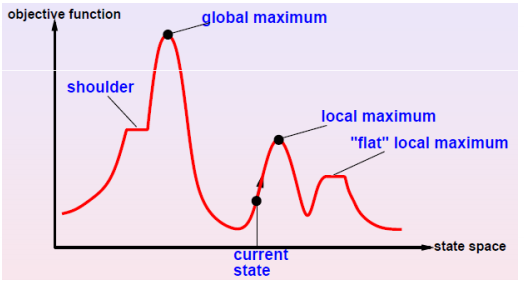 objective function
global maximum
shoulder
local maximum
"flat" local maximum
state space
current
state